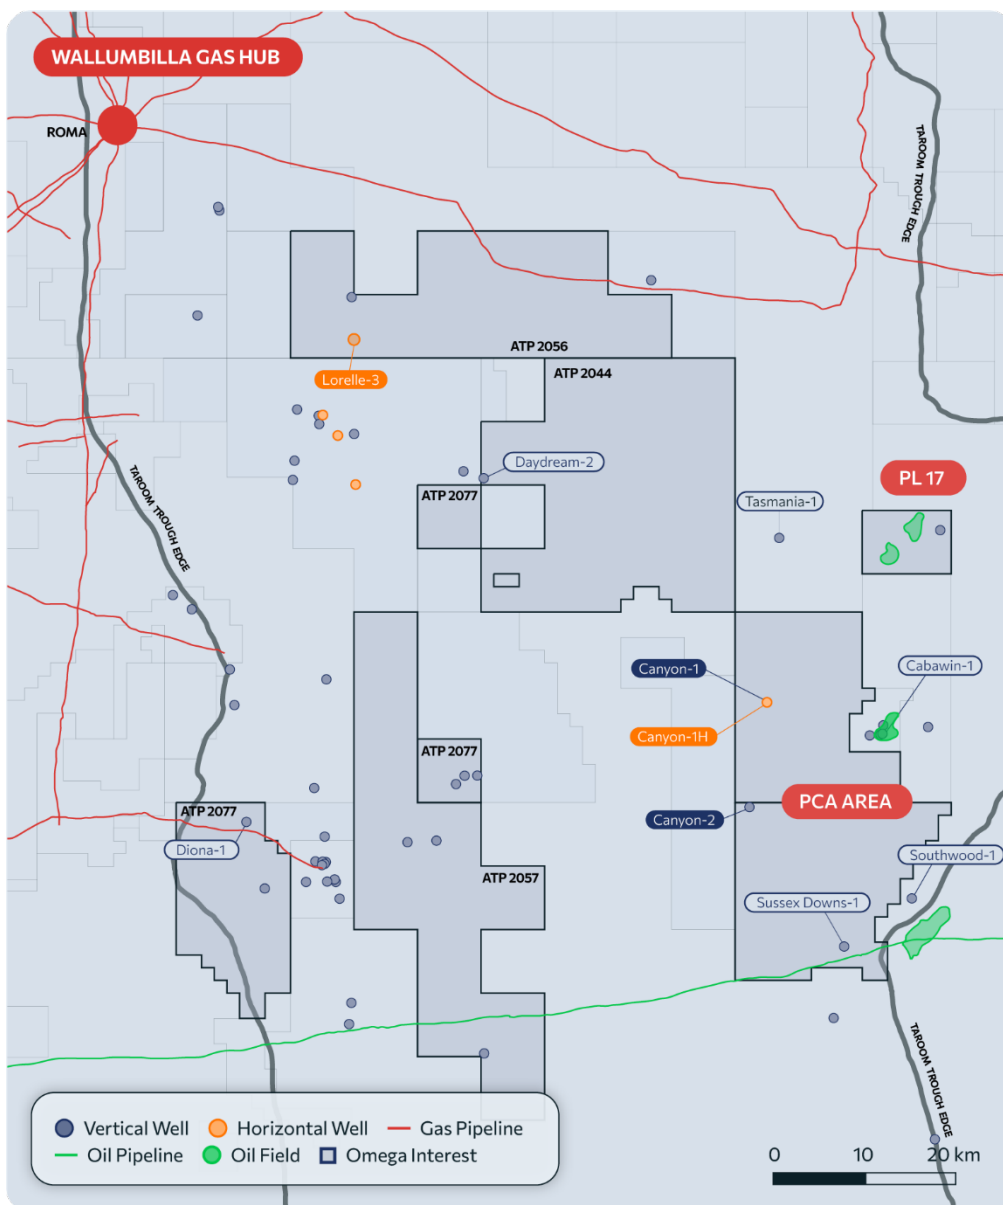 WALLUMBILLA GAS HUB
ROMA
TAROOM TROUGH EDGE
ATP 2056
ATP 2044
Lorelle-3
Daydream-2
PL 17
ATP 2077
Tasmania-1
TAROOM TROUGH EDGE
Canyon-1
Cabawin-1
Canyon-1H
ATP 2077
PCA AREA
ATP 2077
Canyon-2
Diona-1
Southwood-1
ATP 2057
Sussex Downs-1
TAROOM TROUGH EDGE
Vertical Well
Horizontal Well
Gas Pipeline
Oil Pipeline
Oil Field
Omega Interest
0 10 20 km